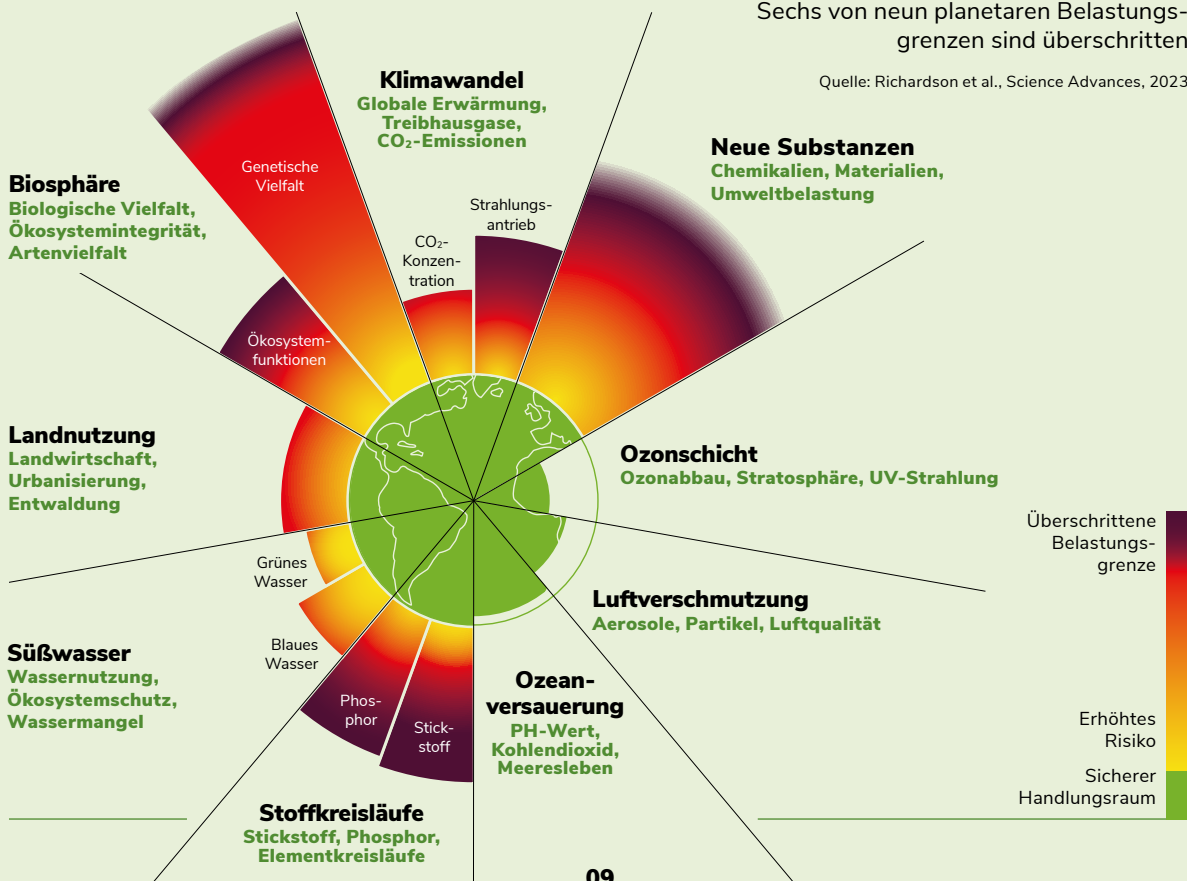 Sechs von neun planetaren Belastungs-
grenzen sind überschritten
Quelle: Richardson et al., Science Advances, 2023
Klimawandel
Globale Erwärmung,
Treibhausgase,
CO₂-Emissionen
Neue Substanzen
Chemikalien, Materialien,
Umweltbelastung
Biosphäre
Biologische Vielfalt,
Ökosystemintegrität,
Artenvielfalt
Genetische
Vielfalt
Ökosystem-
funktionen
CO₂-
Konzen-
tration
Strahlungs-
antrieb
Landnutzung
Landwirtschaft,
Urbanisierung,
Entwaldung
Ozonschicht
Ozonabbau, Stratosphäre, UV-Strahlung
Grünes
Wasser
Blaues
Wasser
Süßwasser
Wassernutzung,
Ökosystemschutz,
Wassermangel
Luftverschmutzung
Aerosole, Partikel, Luftqualität
Phos-
phor
Stick-
stoff
Ozean-
versauerung
PH-Wert,
Kohlendioxid,
Meeresleben
Stoffkreisläufe
Stickstoff, Phosphor,
Elementkreisläufe
Überschrittene
Belastungs-
grenze
Erhöhtes
Risiko
Sicherer
Handlungsraum
09